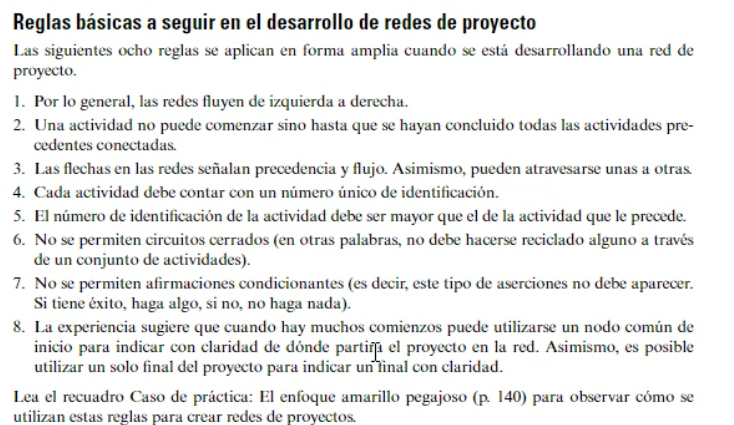 Reglas básicas a seguir en el desarrollo de redes de proyecto
Las siguientes ocho reglas se aplican en forma amplia cuando se está desarrollando una red de
proyecto.
1. Por lo general, las redes fluyen de izquierda a derecha.
2. Una actividad no puede comenzar sino hasta que se hayan concluido todas las actividades pre-
cedentes conectadas.
3. Las flechas en las redes señalan precedencia y flujo. Asimismo, pueden atravesarse unas a otras.
4. Cada actividad debe contar con un número único de identificación.
5. El número de identificación de la actividad debe ser mayor que el de la actividad que le precede.
6. No se permiten circuitos cerrados (en otras palabras, no debe hacerse reciclado alguno a través
de un conjunto de actividades).
7. No se permiten afirmaciones condicionantes (es decir, este tipo de aserciones no debe aparecer.
Si tiene éxito, haga algo, si no, no haga nada).
8. La experiencia sugiere que cuando hay muchos comienzos puede utilizarse un nodo común de
inicio para indicar con claridad de dónde partirá el proyecto en la red. Asimismo, es posible
utilizar un solo final del proyecto para indicar un final con claridad.
Lea el recuadro Caso de práctica: El enfoque amarillo pegajoso (p. 140) para observar cómo se
utilizan estas reglas para crear redes de proyectos.